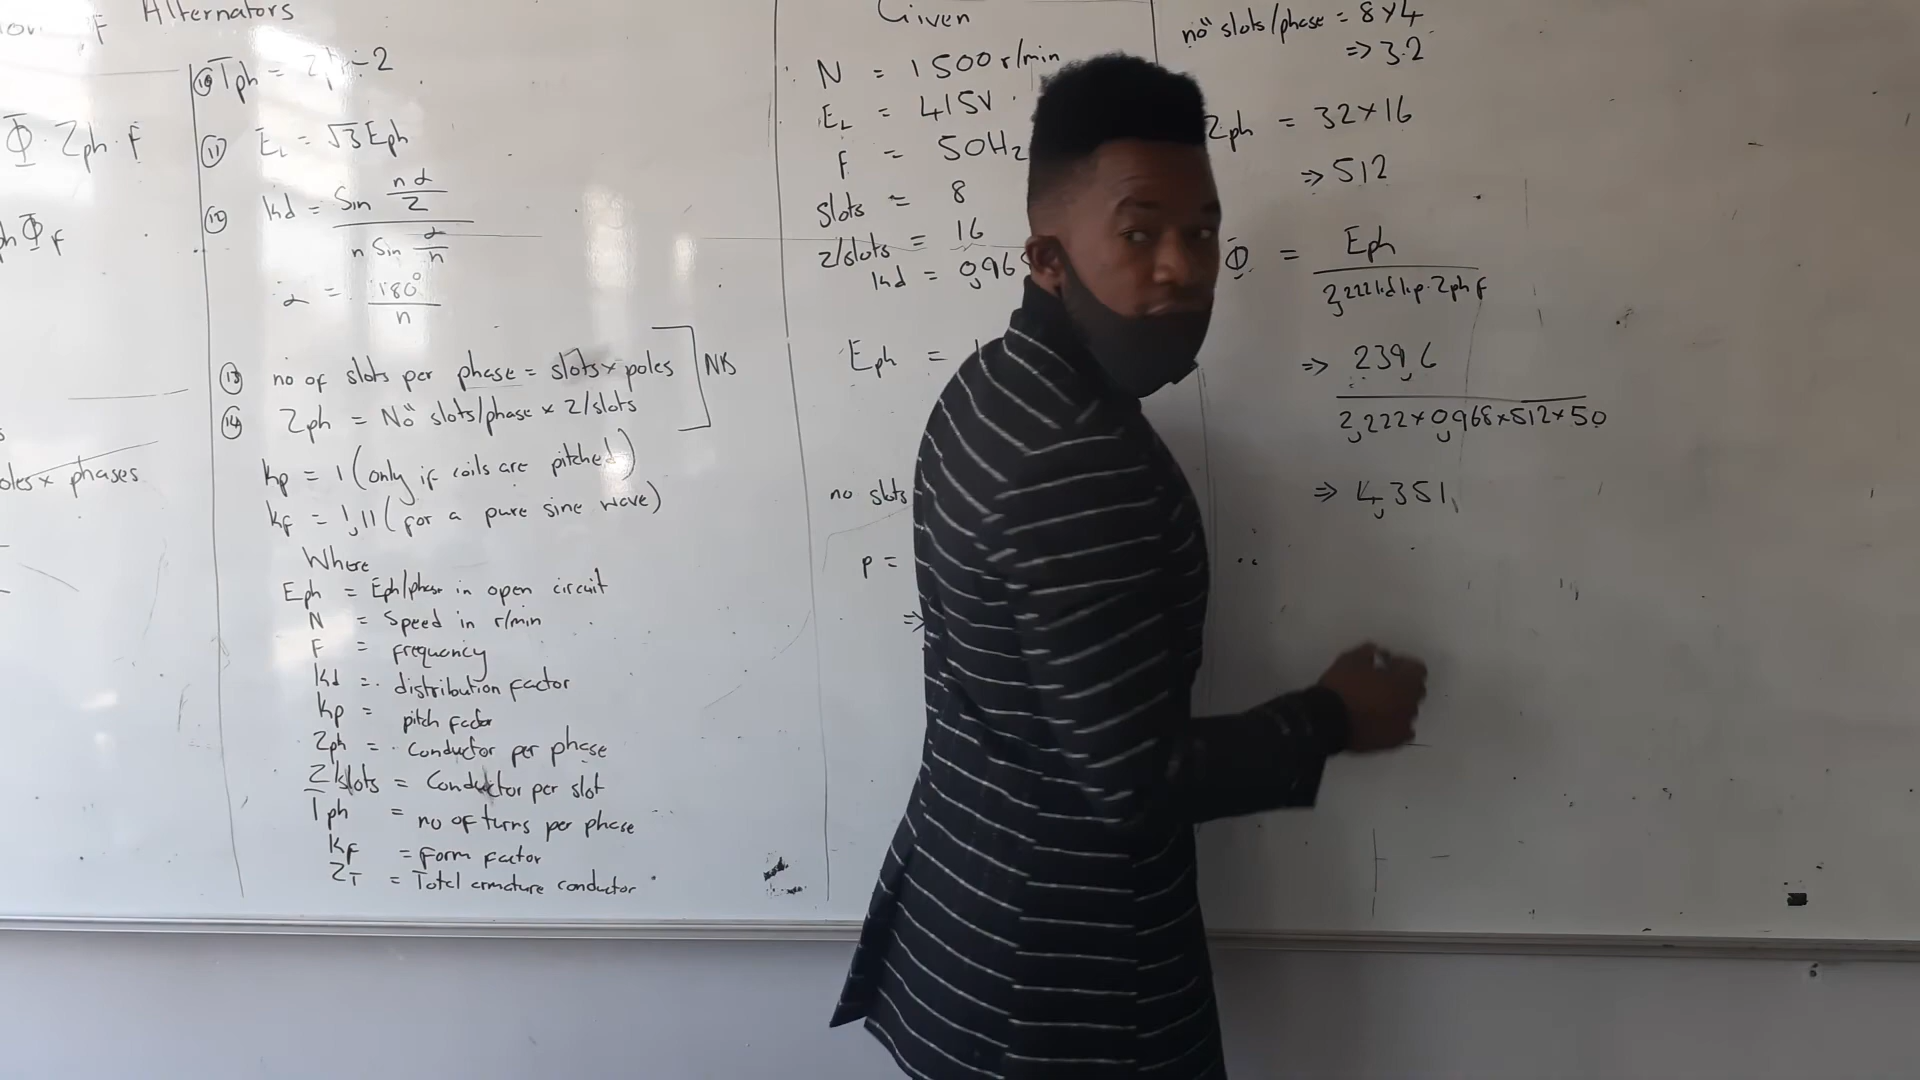 F Alternators
Φ · Zph · F
Φ F
oles x phases
⑩ Tph = ÷ 2
⑪ EL = √3 Eph
⑫ kd = Sin nα/2
n Sin α/n
α = 180°/n
⑬ no of slots per phase = slots x poles
⑭ Zph = No slots/phase x Z/slots
NB
kp = 1 (only if coils are pitched)
kf = 1,11 (for a pure sine wave)
Where
Eph = Eph/phase in open circuit
N = Speed in r/min
F = frequency
kd = distribution factor
kp = pitch factor
Zph = Conductor per phase
Z/slots = Conductor per slot
Tph = no of turns per phase
kf = form factor
ZT = Total armature conductor
Given
N = 1500 r/min
EL = 415V
F = 50Hz
slots = 8
Z/slots = 16
kd = 0,96
Eph =
no slots
p =
⇒
no slots/phase = 8 x 4
⇒ 32
Zph = 32 x 16
⇒ 512
Φ = Eph
2,222 kd kp · Zph F
⇒ 239,6
2,222 x 0,968 x 512 x 50
⇒ 4,351